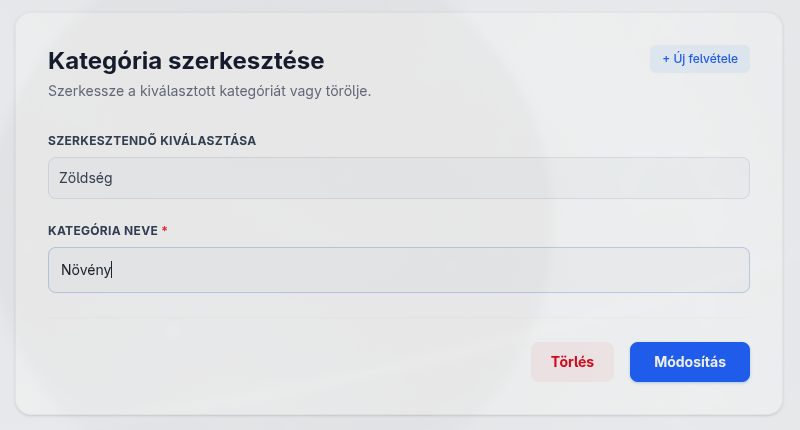 Kategória szerkesztése
+ Új felvétele
Szerkessze a kiválasztott kategóriát vagy törölje.
SZERKESZTENDŐ KIVÁLASZTÁSA
Zöldség
KATEGÓRIA NEVE *
Növény
Törlés
Módosítás